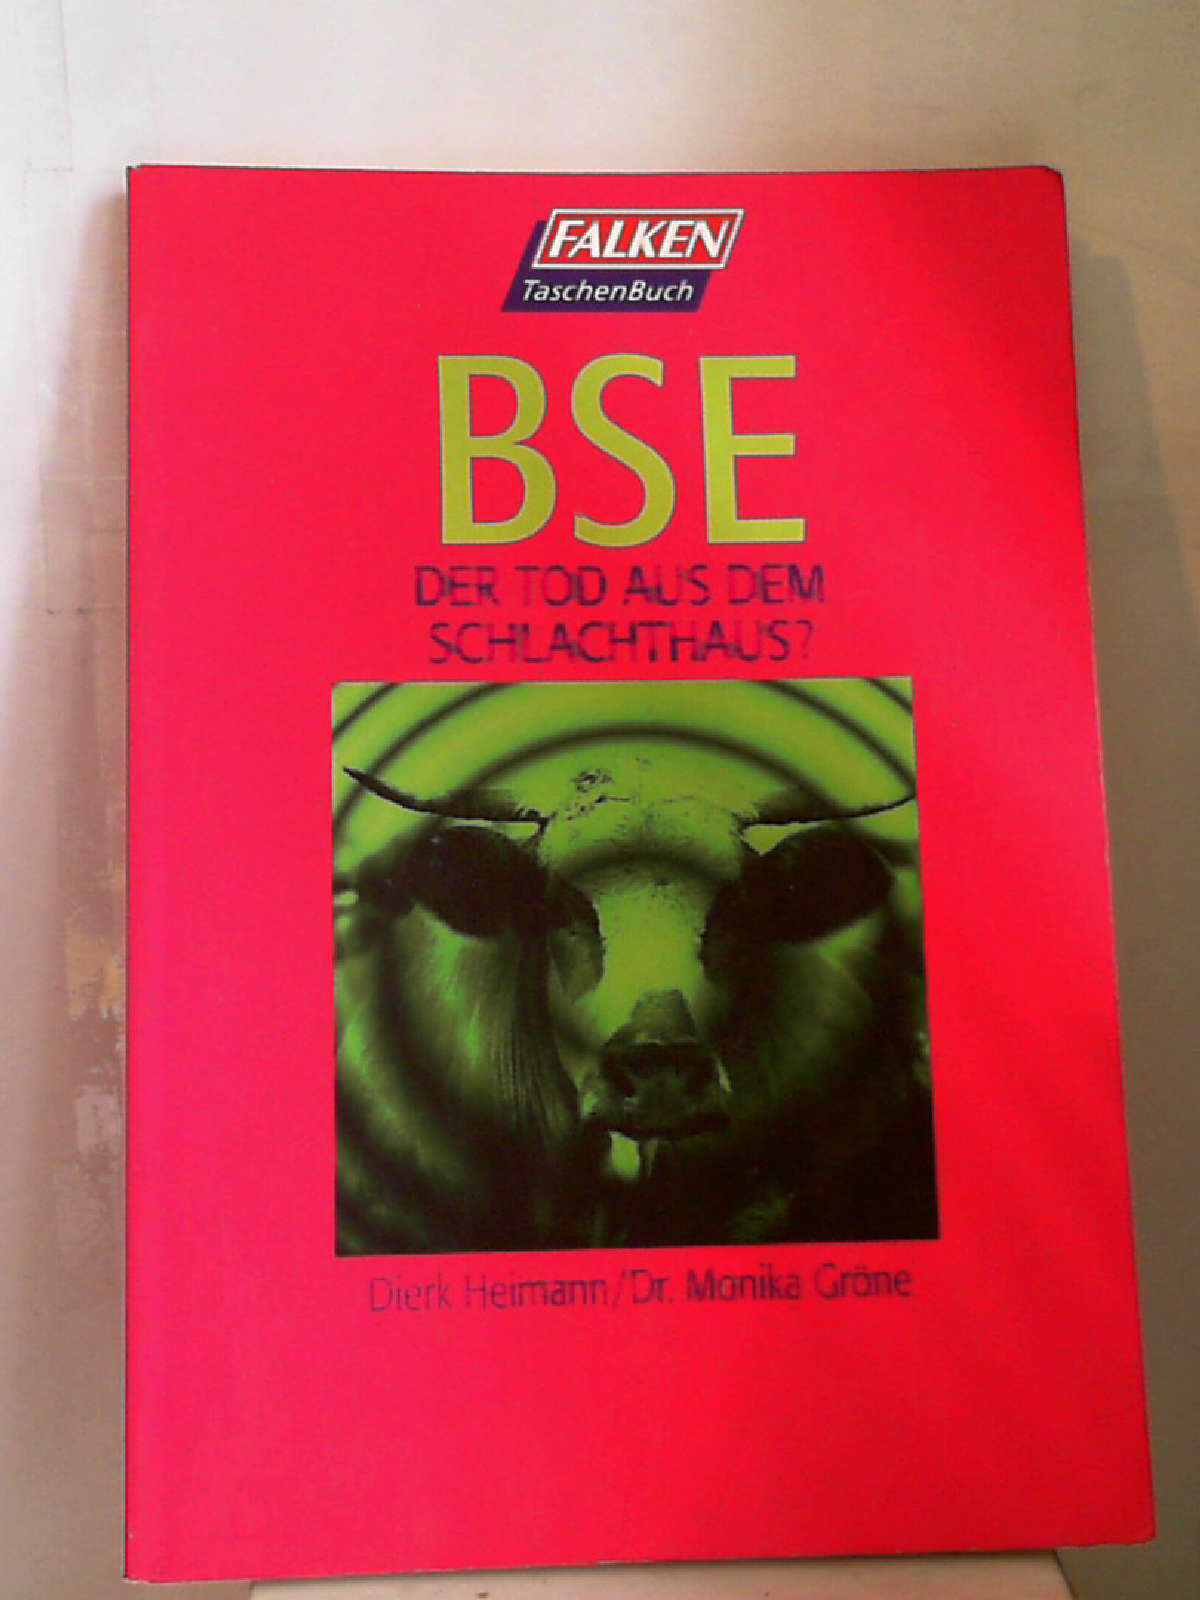 FALKEN
TaschenBuch
BSE
DER TOD AUS DEM
SCHLACHTHAUS?
Dierk Heimann/Dr. Monika Gröne